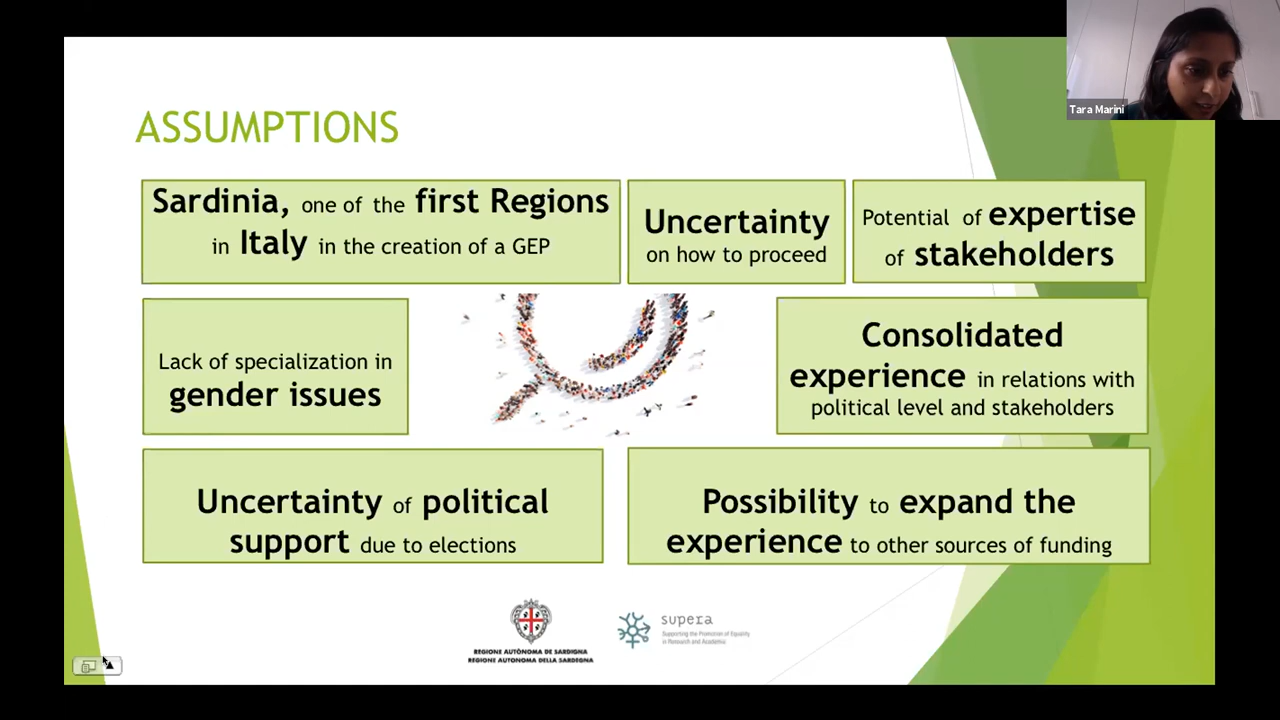 Tara Marini
ASSUMPTIONS
Sardinia, one of the first Regions
in Italy in the creation of a GEP
Uncertainty
on how to proceed
Potential of expertise
of stakeholders
Lack of specialization in
gender issues
Consolidated
experience in relations with
political level and stakeholders
Uncertainty of political
support due to elections
Possibility to expand the
experience to other sources of funding
REGIONE AUTÒNOMA DE SARDIGNA
REGIONE AUTONOMA DELLA SARDEGNA
supera
Supporting the Promotion of Equality
in Research and Academia